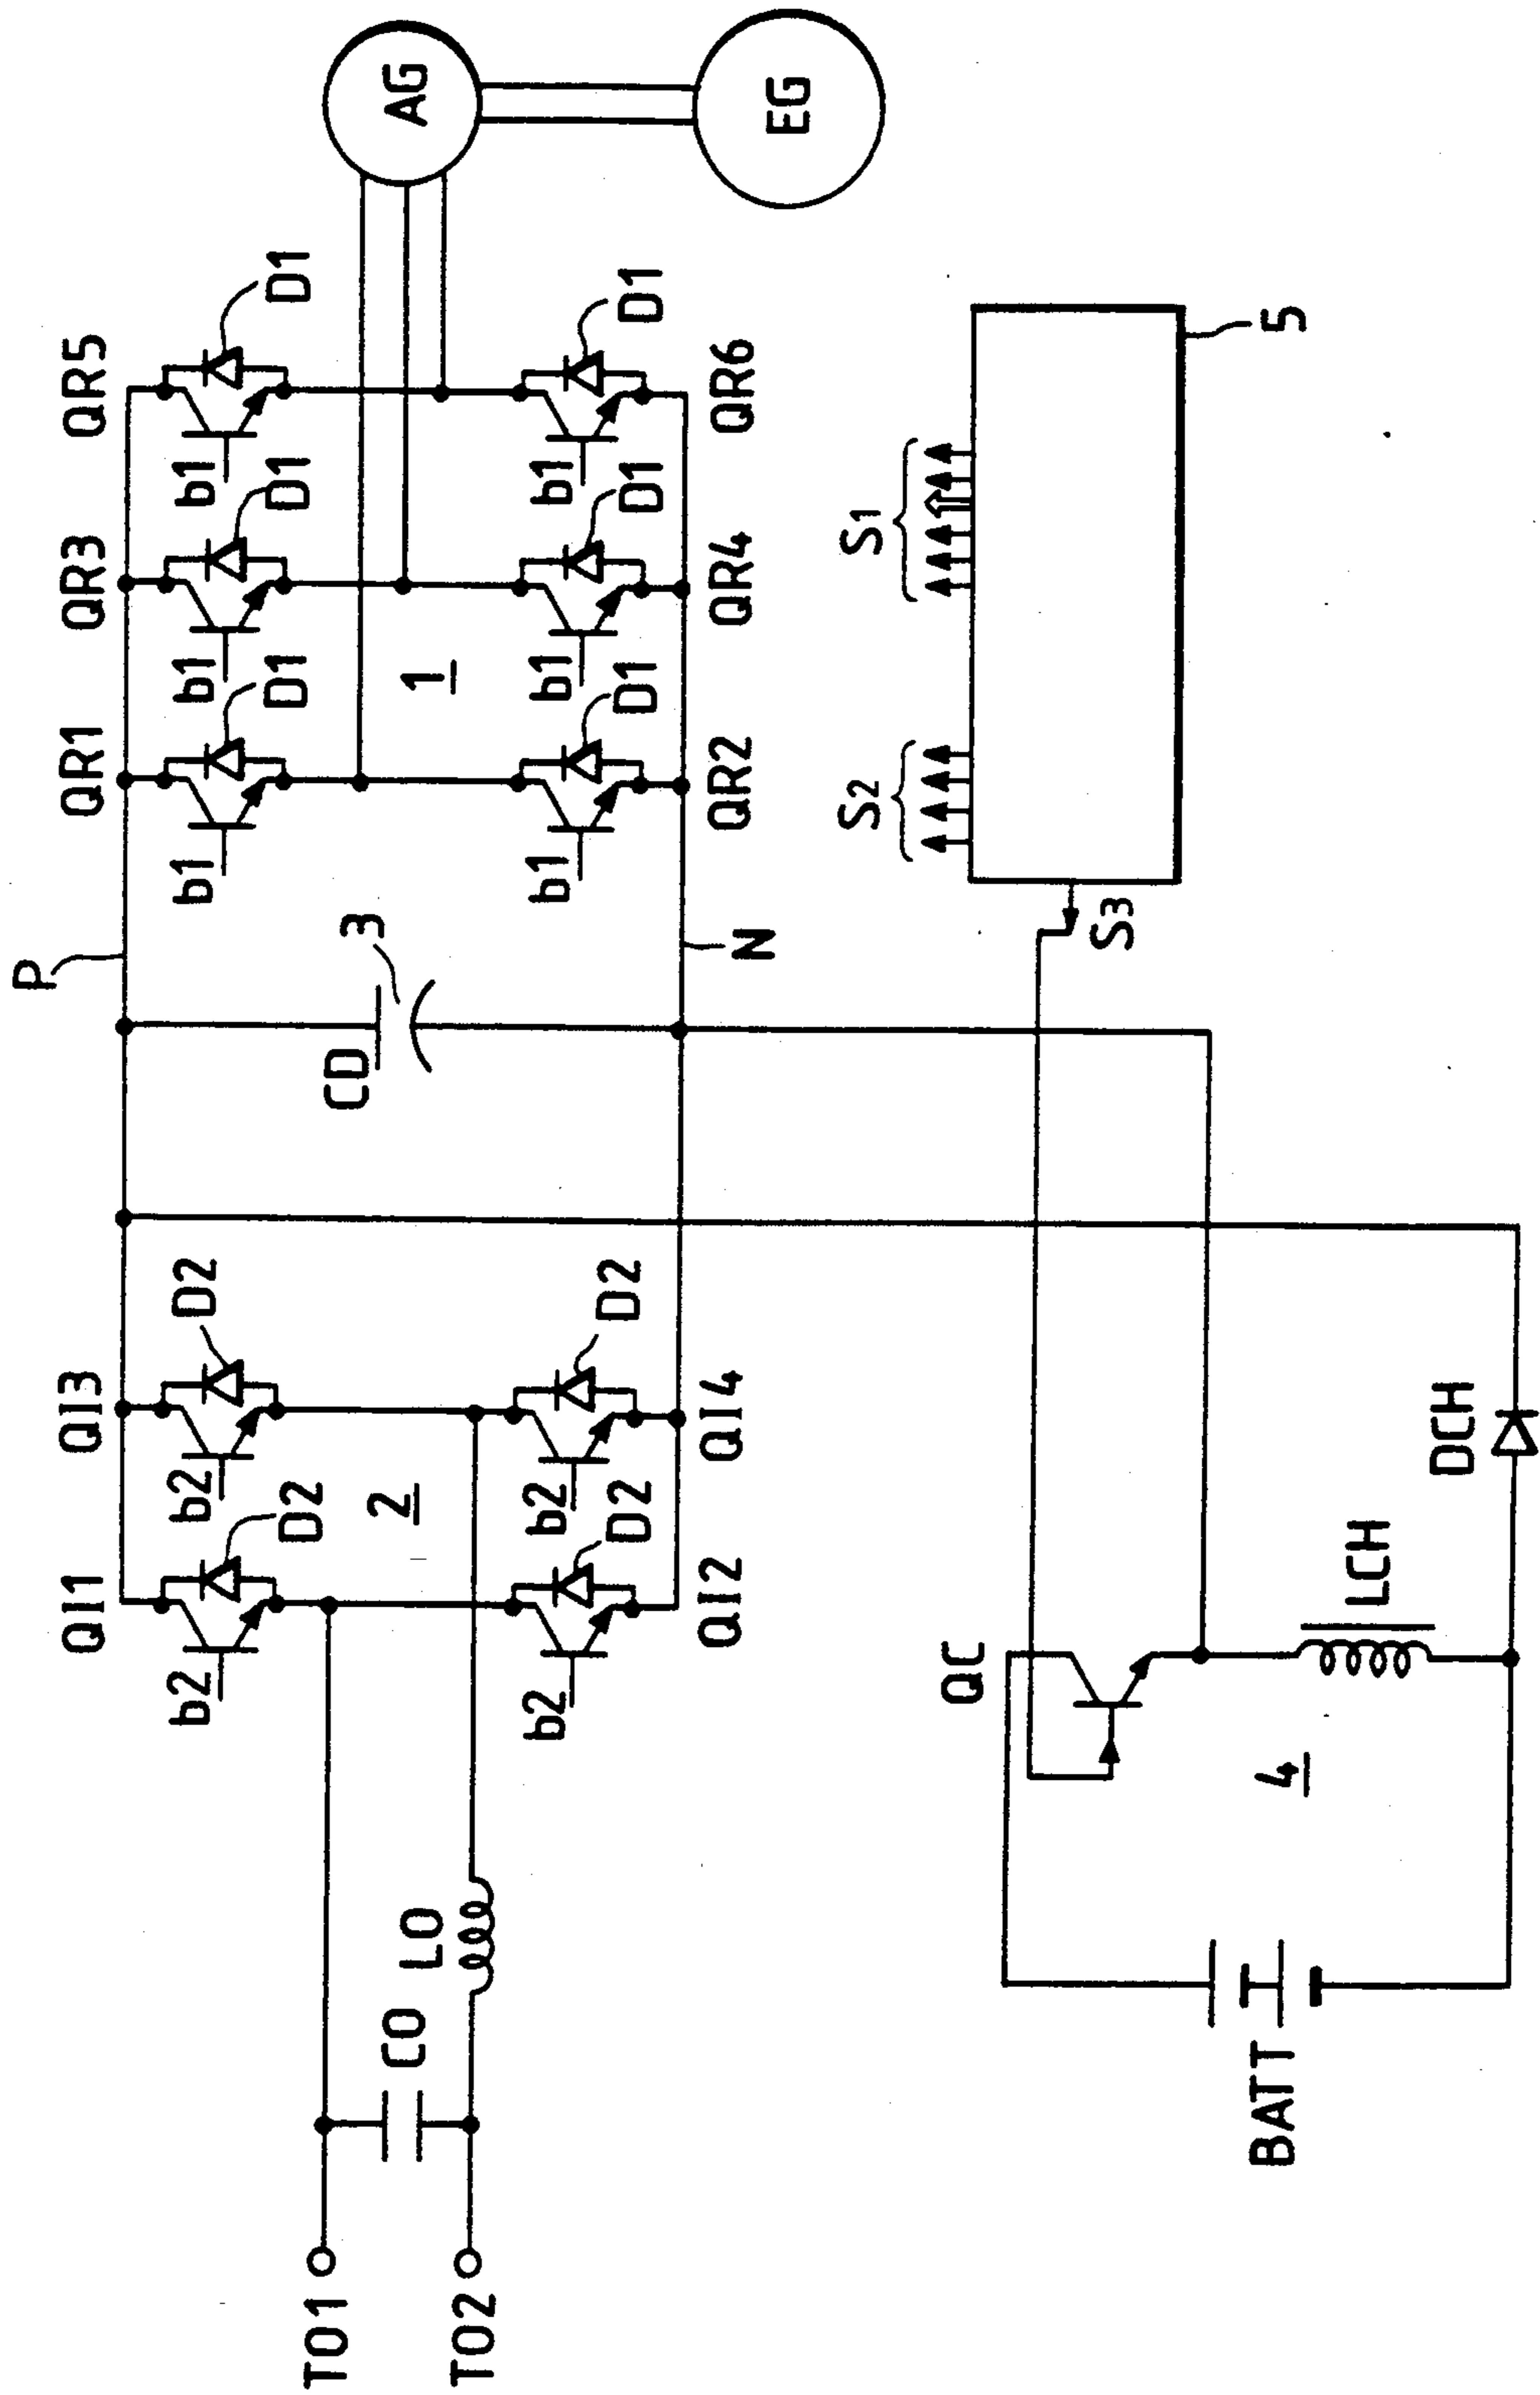 P
QI1
QI3
QR1
QR3
QR5
b2
D2
b2
D2
b1
D1
b1
D1
b1
D1
TO1
TO2
CO
LO
2
CD
3
1
AG
b2
D2
b2
D2
b1
D1
b1
D1
b1
D1
QI2
QI4
N
QR2
QR4
QR6
EG
S2
S1
QC
S3
5
BATT
4
LCH
DCH